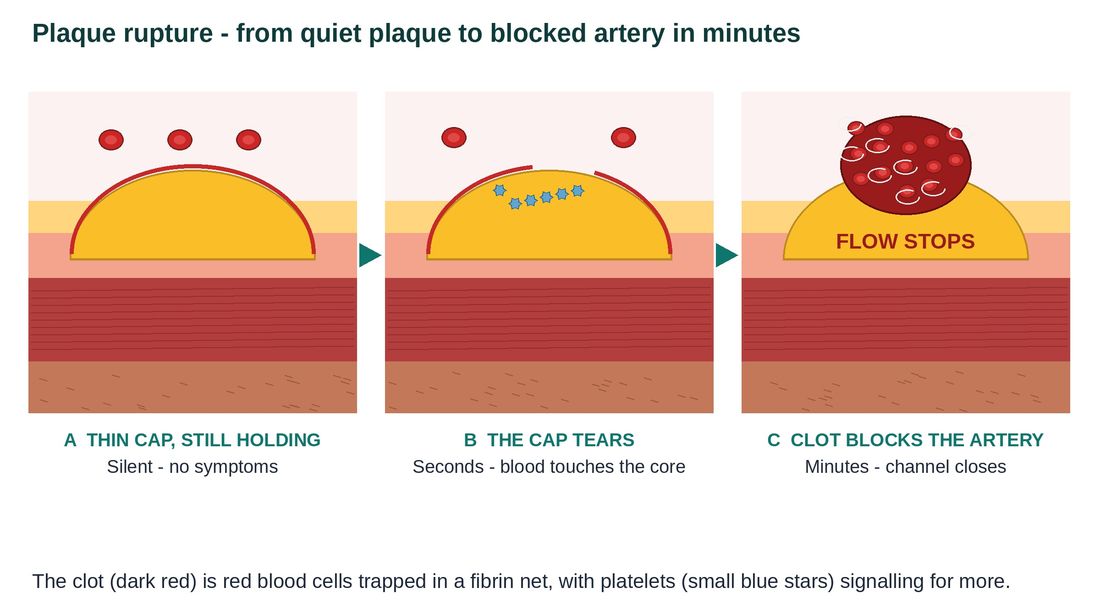 Plaque rupture - from quiet plaque to blocked artery in minutes
FLOW STOPS
A  THIN CAP, STILL HOLDING
Silent - no symptoms
B  THE CAP TEARS
Seconds - blood touches the core
C  CLOT BLOCKS THE ARTERY
Minutes - channel closes
The clot (dark red) is red blood cells trapped in a fibrin net, with platelets (small blue stars) signalling for more.